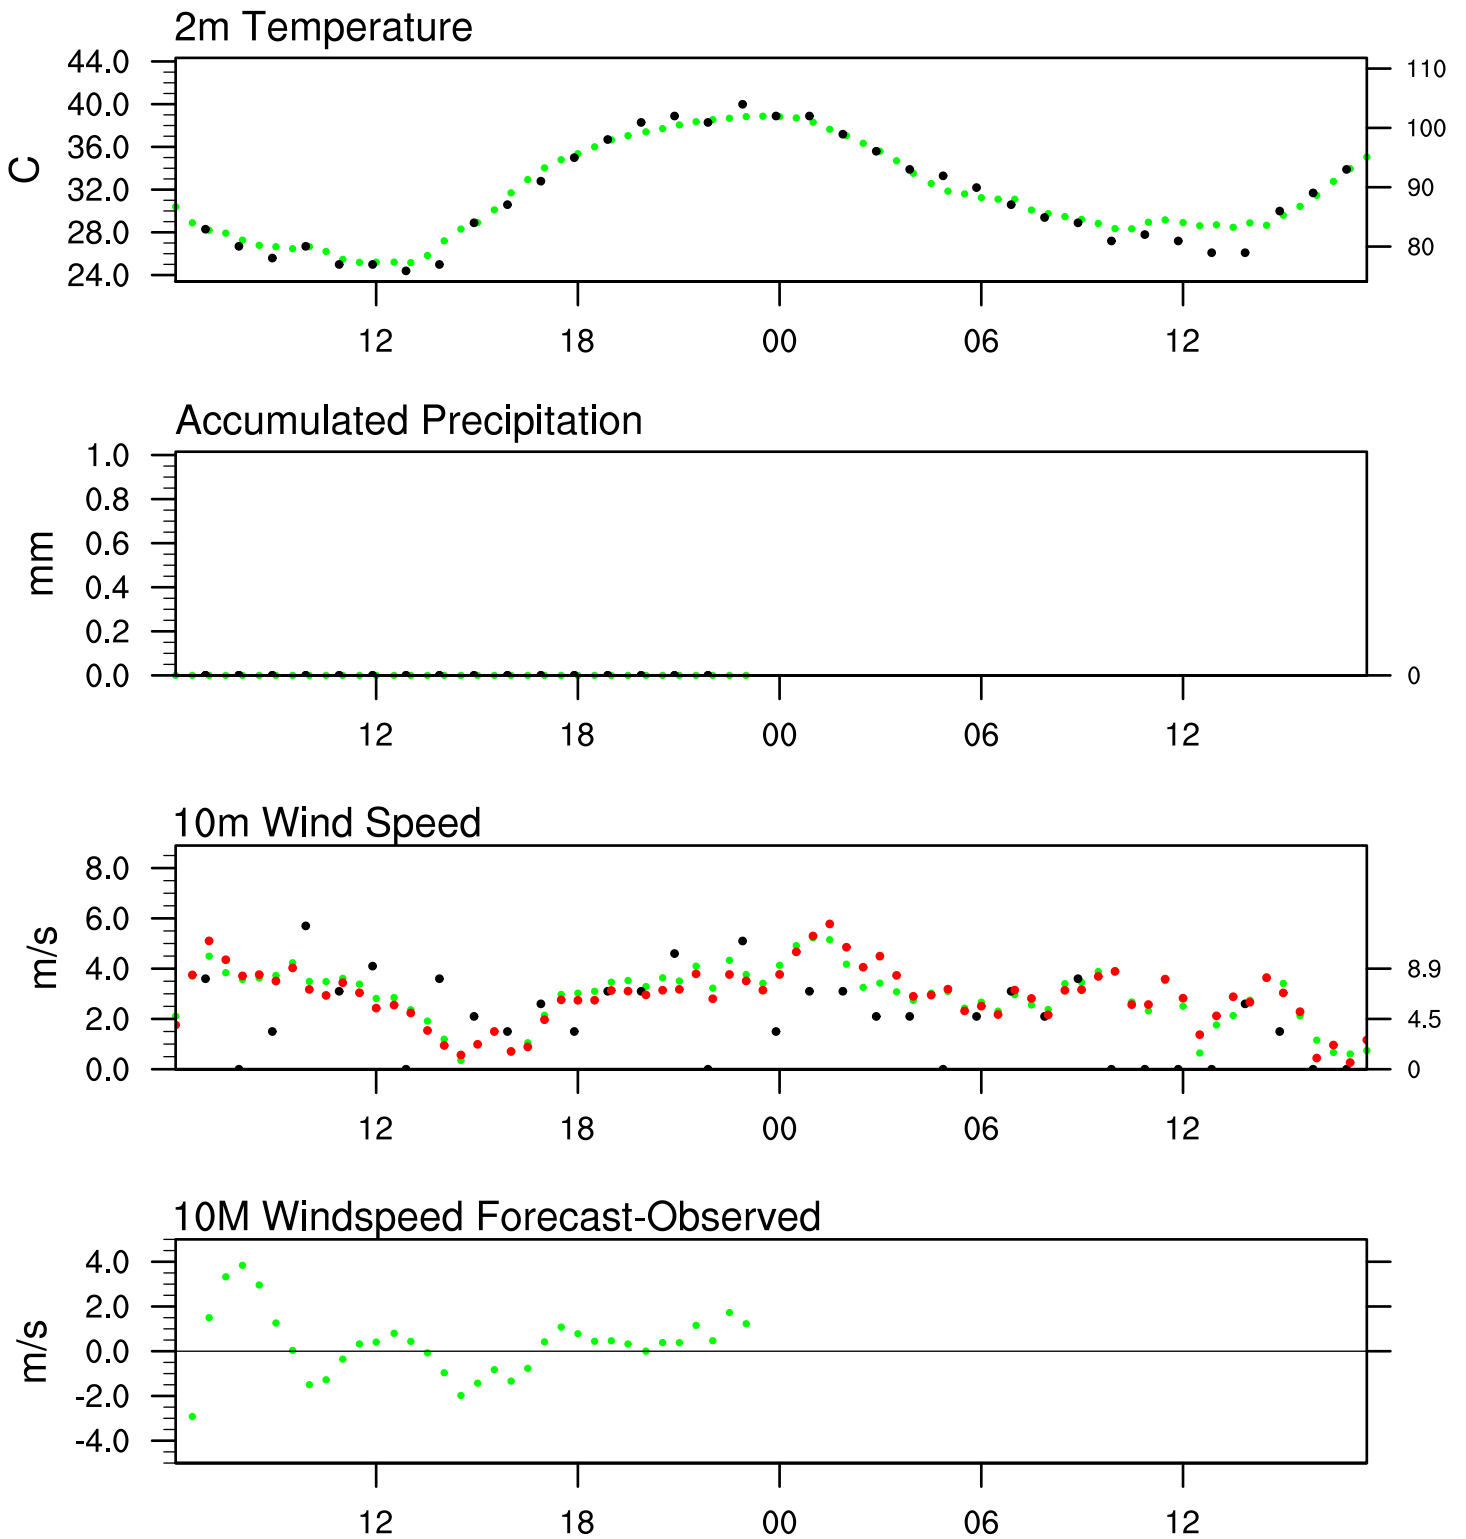 2m Temperature
44.0
40.0
36.0
32.0
28.0
24.0
C
110
100
90
80
12 18 00 06 12
Accumulated Precipitation
1.0
0.8
0.6
0.4
0.2
0.0
mm
0
12 18 00 06 12
10m Wind Speed
8.0
6.0
4.0
2.0
0.0
m/s
8.9
4.5
0
12 18 00 06 12
10M Windspeed Forecast-Observed
4.0
2.0
0.0
-2.0
-4.0
m/s
12 18 00 06 12